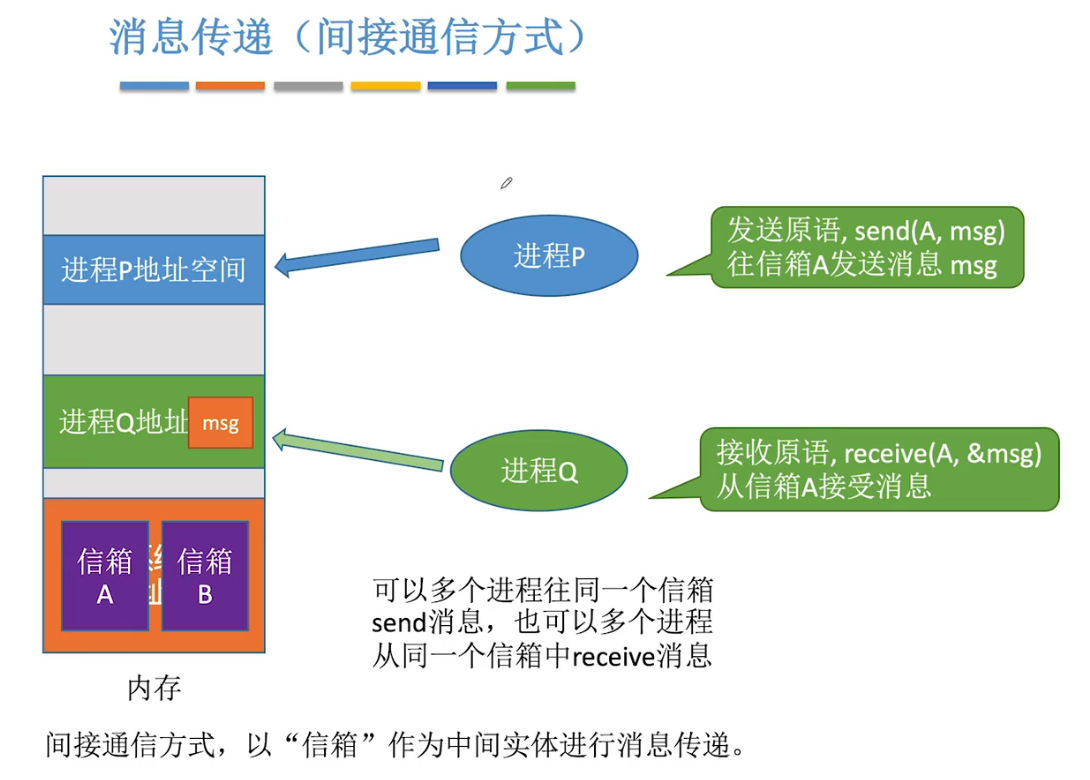 消息传递（间接通信方式）
进程P地址空间
进程P
发送原语, send(A, msg)
往信箱A发送消息 msg
进程Q地址
msg
进程Q
接收原语, receive(A, &msg)
从信箱A接受消息
信箱
A
信箱
B
可以多个进程往同一个信箱
send消息，也可以多个进程
从同一个信箱中receive消息
内存
间接通信方式，以“信箱”作为中间实体进行消息传递。